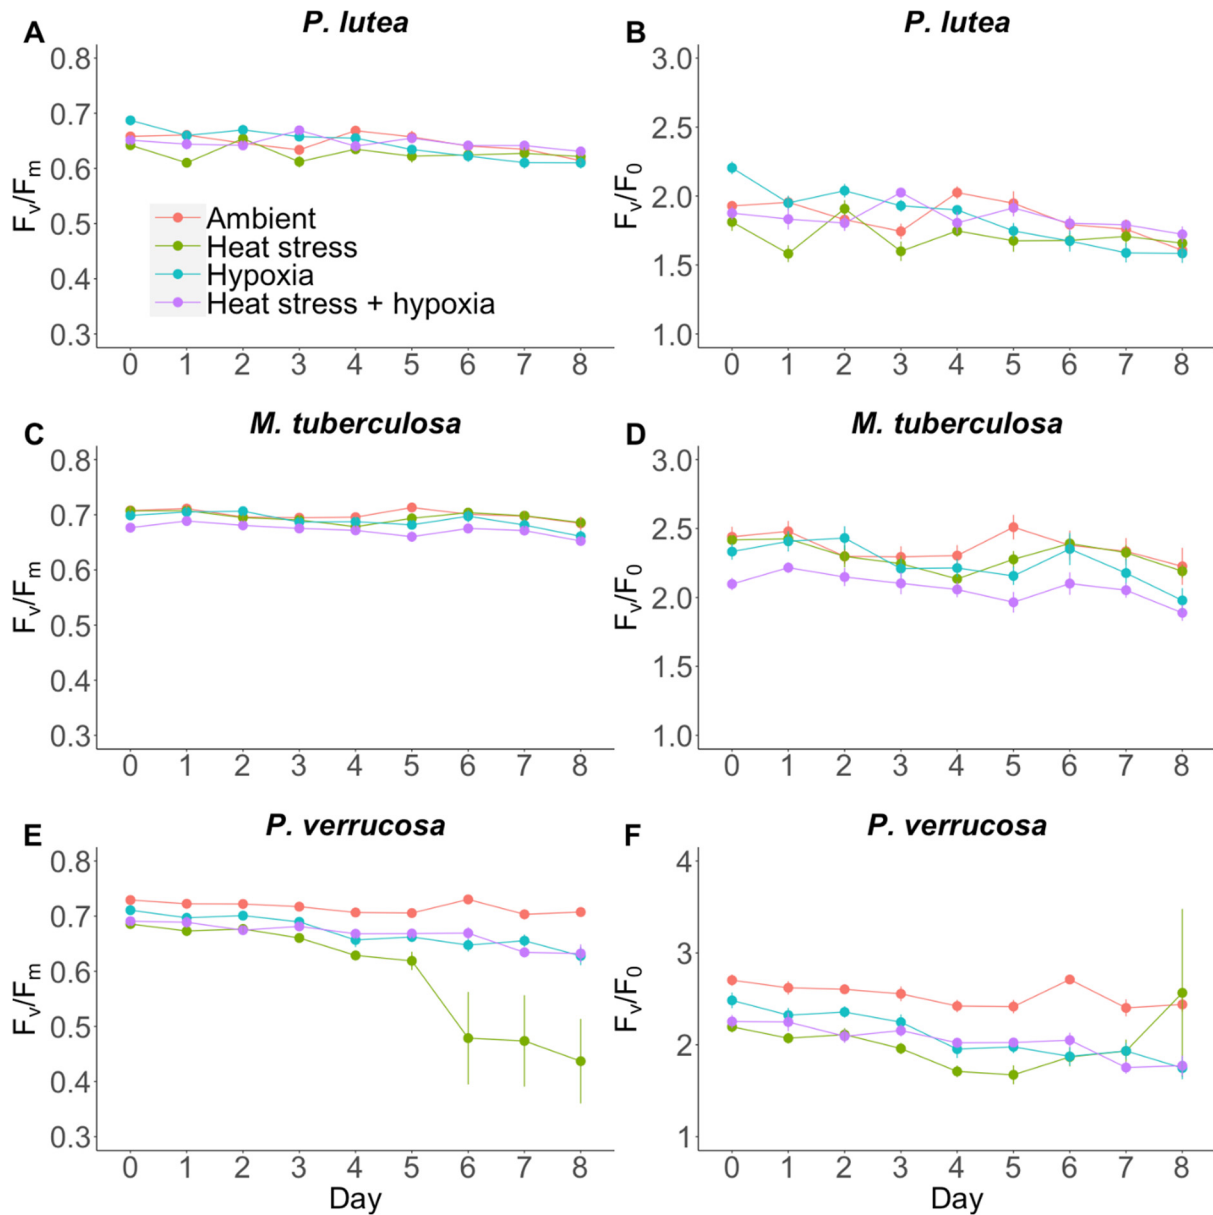 A
P. lutea
0.8
0.7
0.6
0.5
0.4
0.3
Fv/Fm
Ambient
Heat stress
Hypoxia
Heat stress + hypoxia
0 1 2 3 4 5 6 7 8
B
P. lutea
3.0
2.5
2.0
1.5
1.0
Fv/F0
0 1 2 3 4 5 6 7 8
C
M. tuberculosa
0.8
0.7
0.6
0.5
0.4
0.3
Fv/Fm
0 1 2 3 4 5 6 7 8
D
M. tuberculosa
3.0
2.5
2.0
1.5
1.0
Fv/F0
0 1 2 3 4 5 6 7 8
E
P. verrucosa
0.8
0.7
0.6
0.5
0.4
0.3
Fv/Fm
0 1 2 3 4 5 6 7 8
Day
F
P. verrucosa
4
3
2
1
Fv/F0
0 1 2 3 4 5 6 7 8
Day